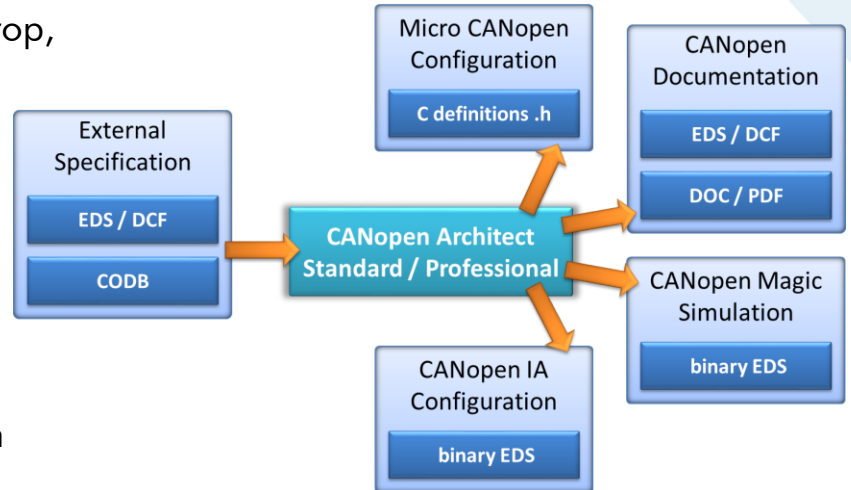 rop,
External
Specification
EDS / DCF
CODB
CANopen Architect
Standard / Professional
Micro CANopen
Configuration
C definitions .h
CANopen
Documentation
EDS / DCF
DOC / PDF
CANopen Magic
Simulation
binary EDS
CANopen IA
Configuration
binary EDS